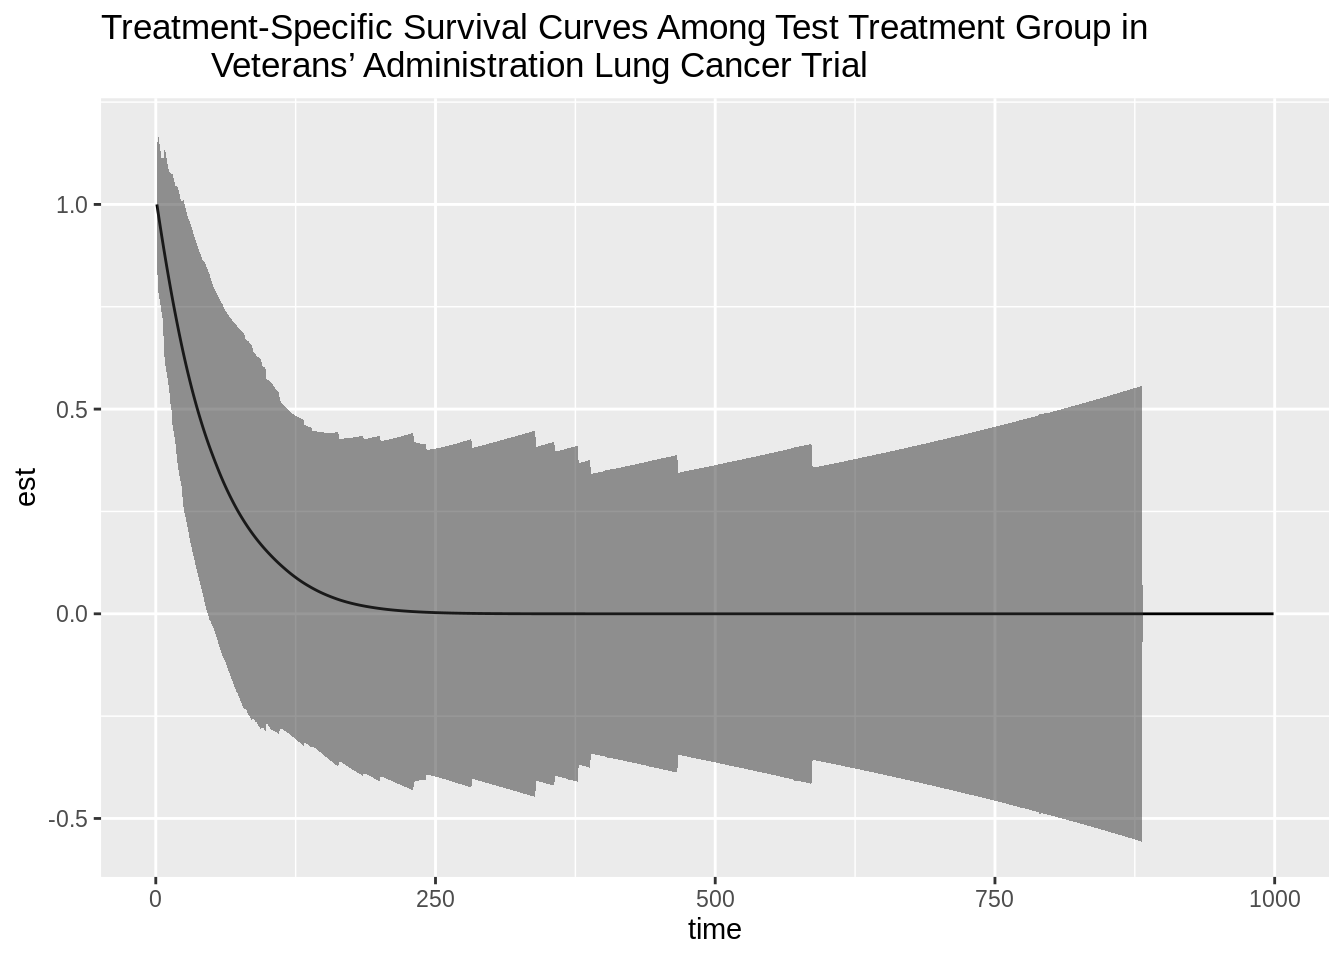 Treatment-Specific Survival Curves Among Test Treatment Group in
Veterans’ Administration Lung Cancer Trial
1.0
0.5
0.0
-0.5
est
0 250 500 750 1000
time